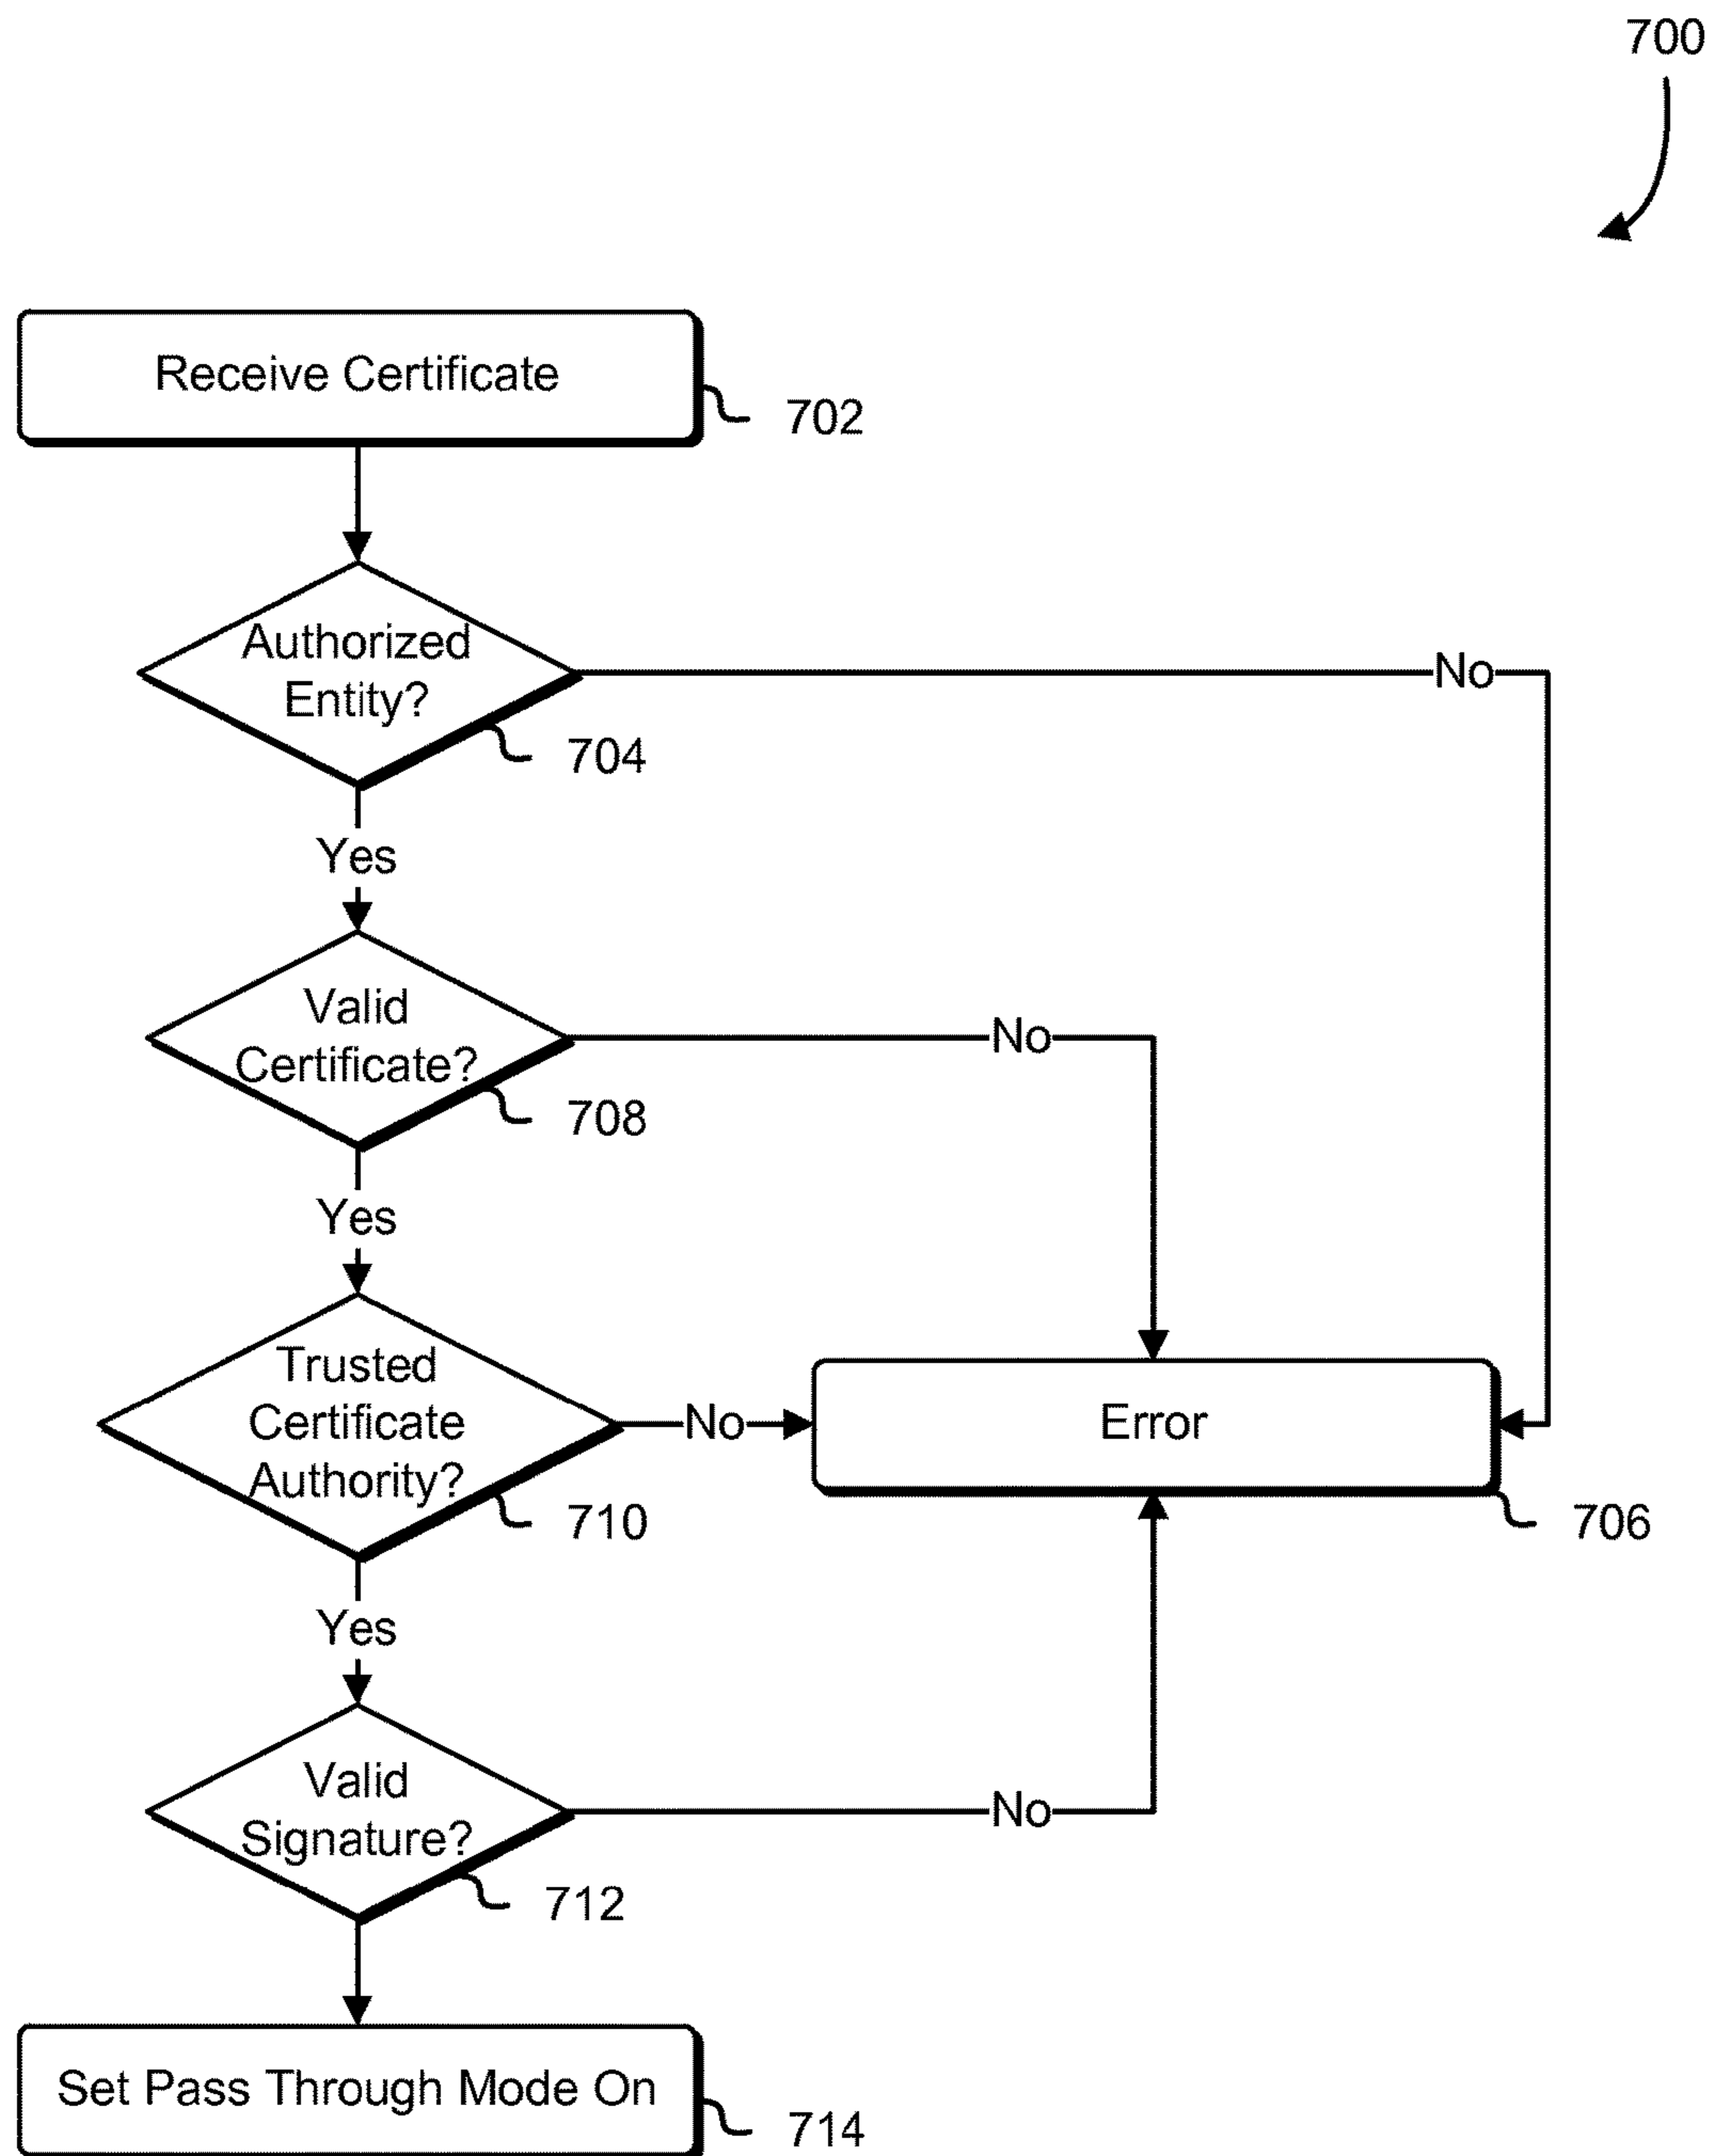 700
Receive Certificate
702
Authorized
Entity?
No
704
Yes
Valid
Certificate?
No
708
Yes
Trusted
Certificate
Authority?
No
Error
710
706
Yes
Valid
Signature?
No
712
Set Pass Through Mode On
714